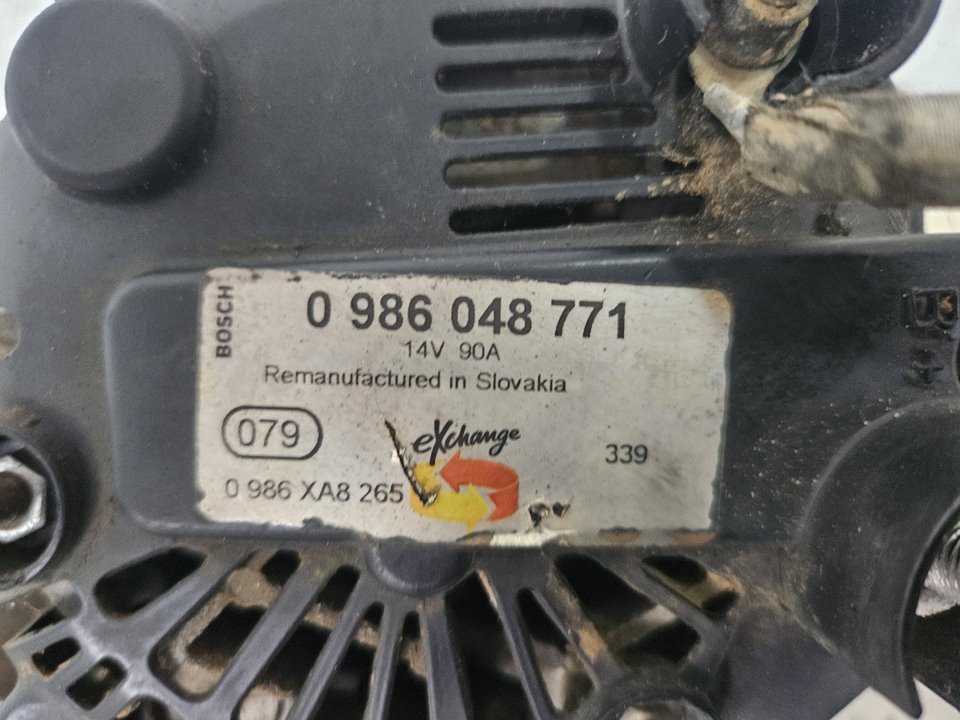 BOSCH
0 986 048 771
14V 90A
Remanufactured in Slovakia
079
eXchange
339
0 986 XA8 265
B
+